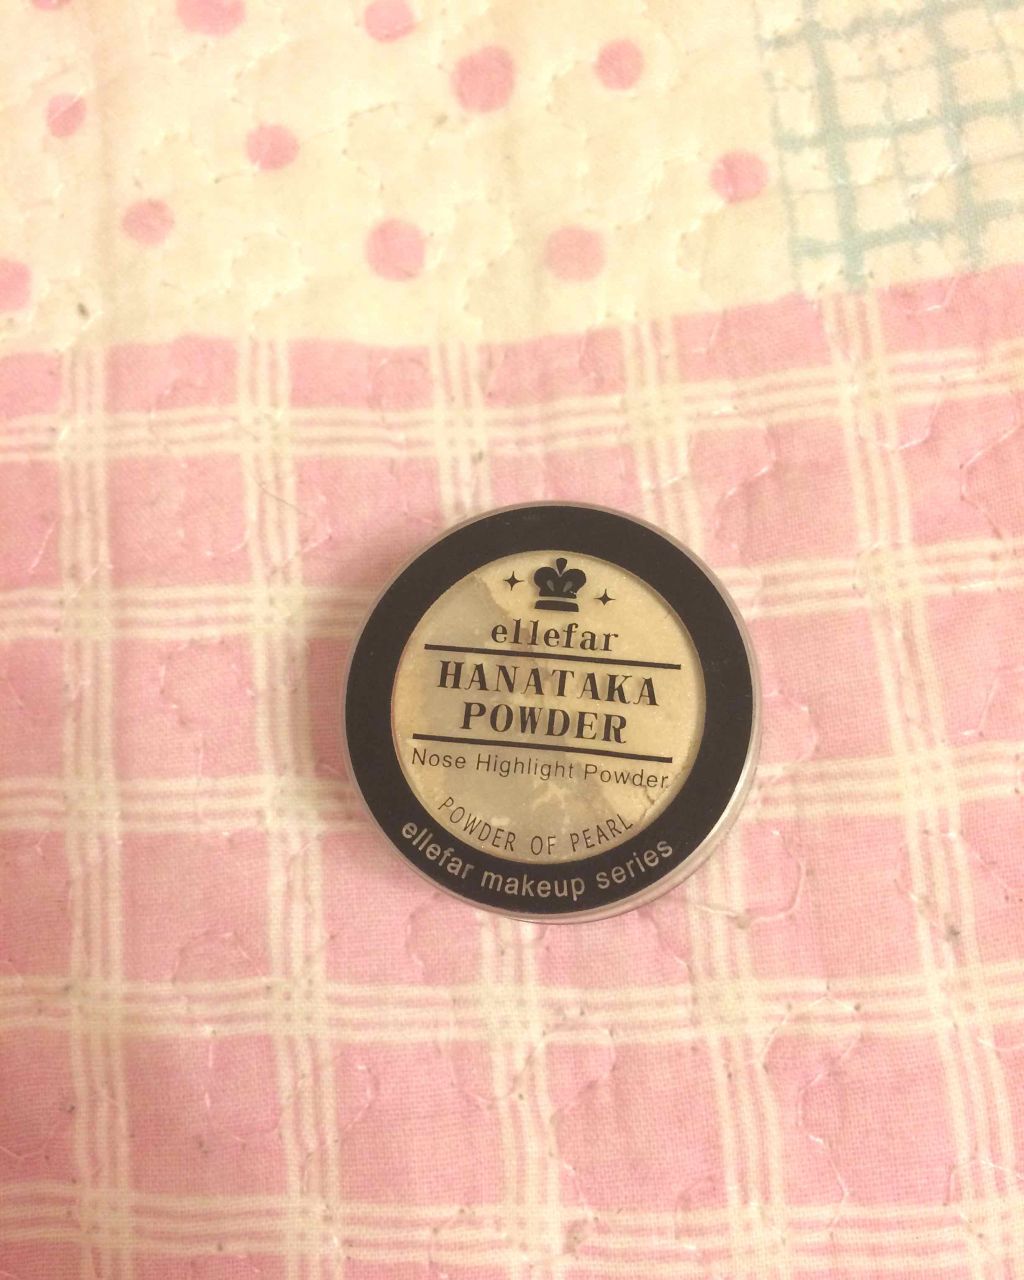 ellefar
HANATAKA
POWDER
Nose Highlight Powder
POWDER OF PEARL
ellefar makeup series